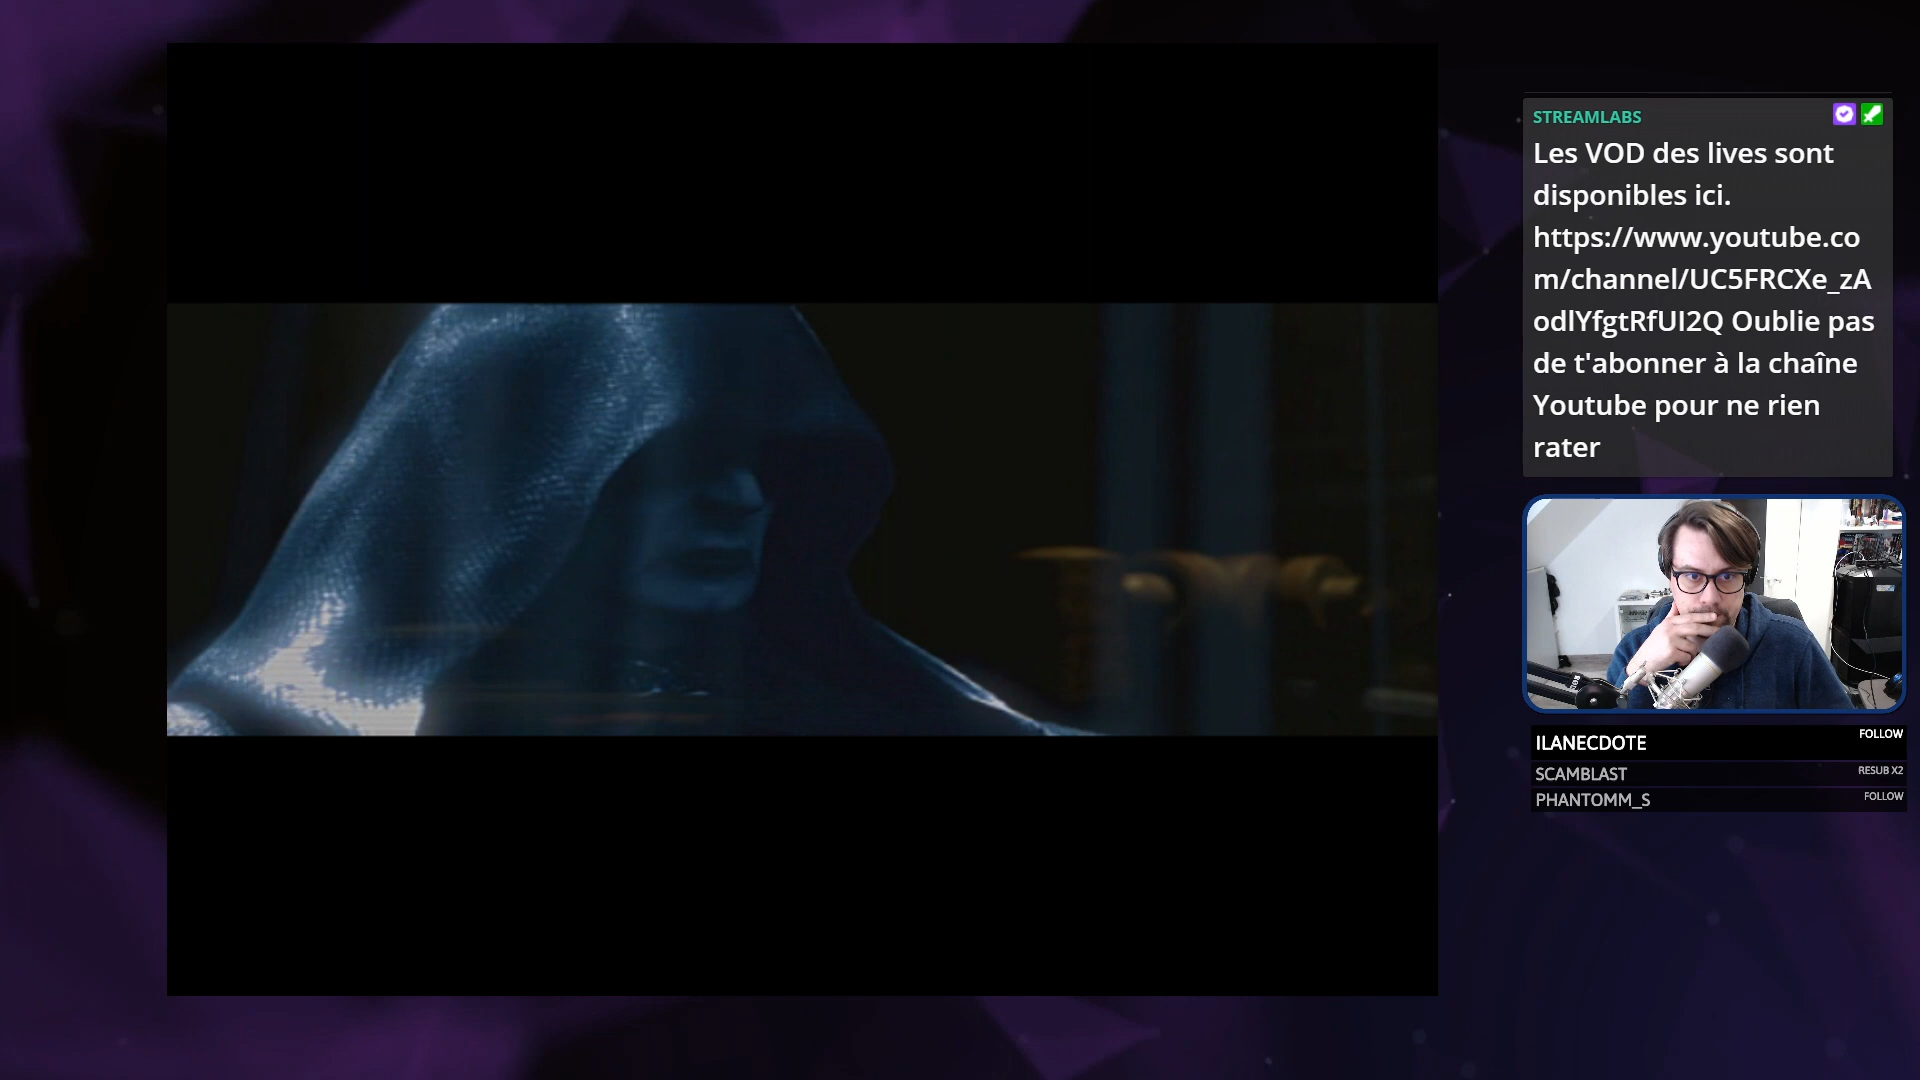 STREAMLABS
Les VOD des lives sont
disponibles ici.
https://www.youtube.co
m/channel/UC5FRCXe_zA
odlYfgtRfUI2Q Oublie pas
de t'abonner à la chaîne
Youtube pour ne rien
rater
ILANECDOTE FOLLOW
SCAMBLAST RESUB X2
PHANTOMM_S FOLLOW